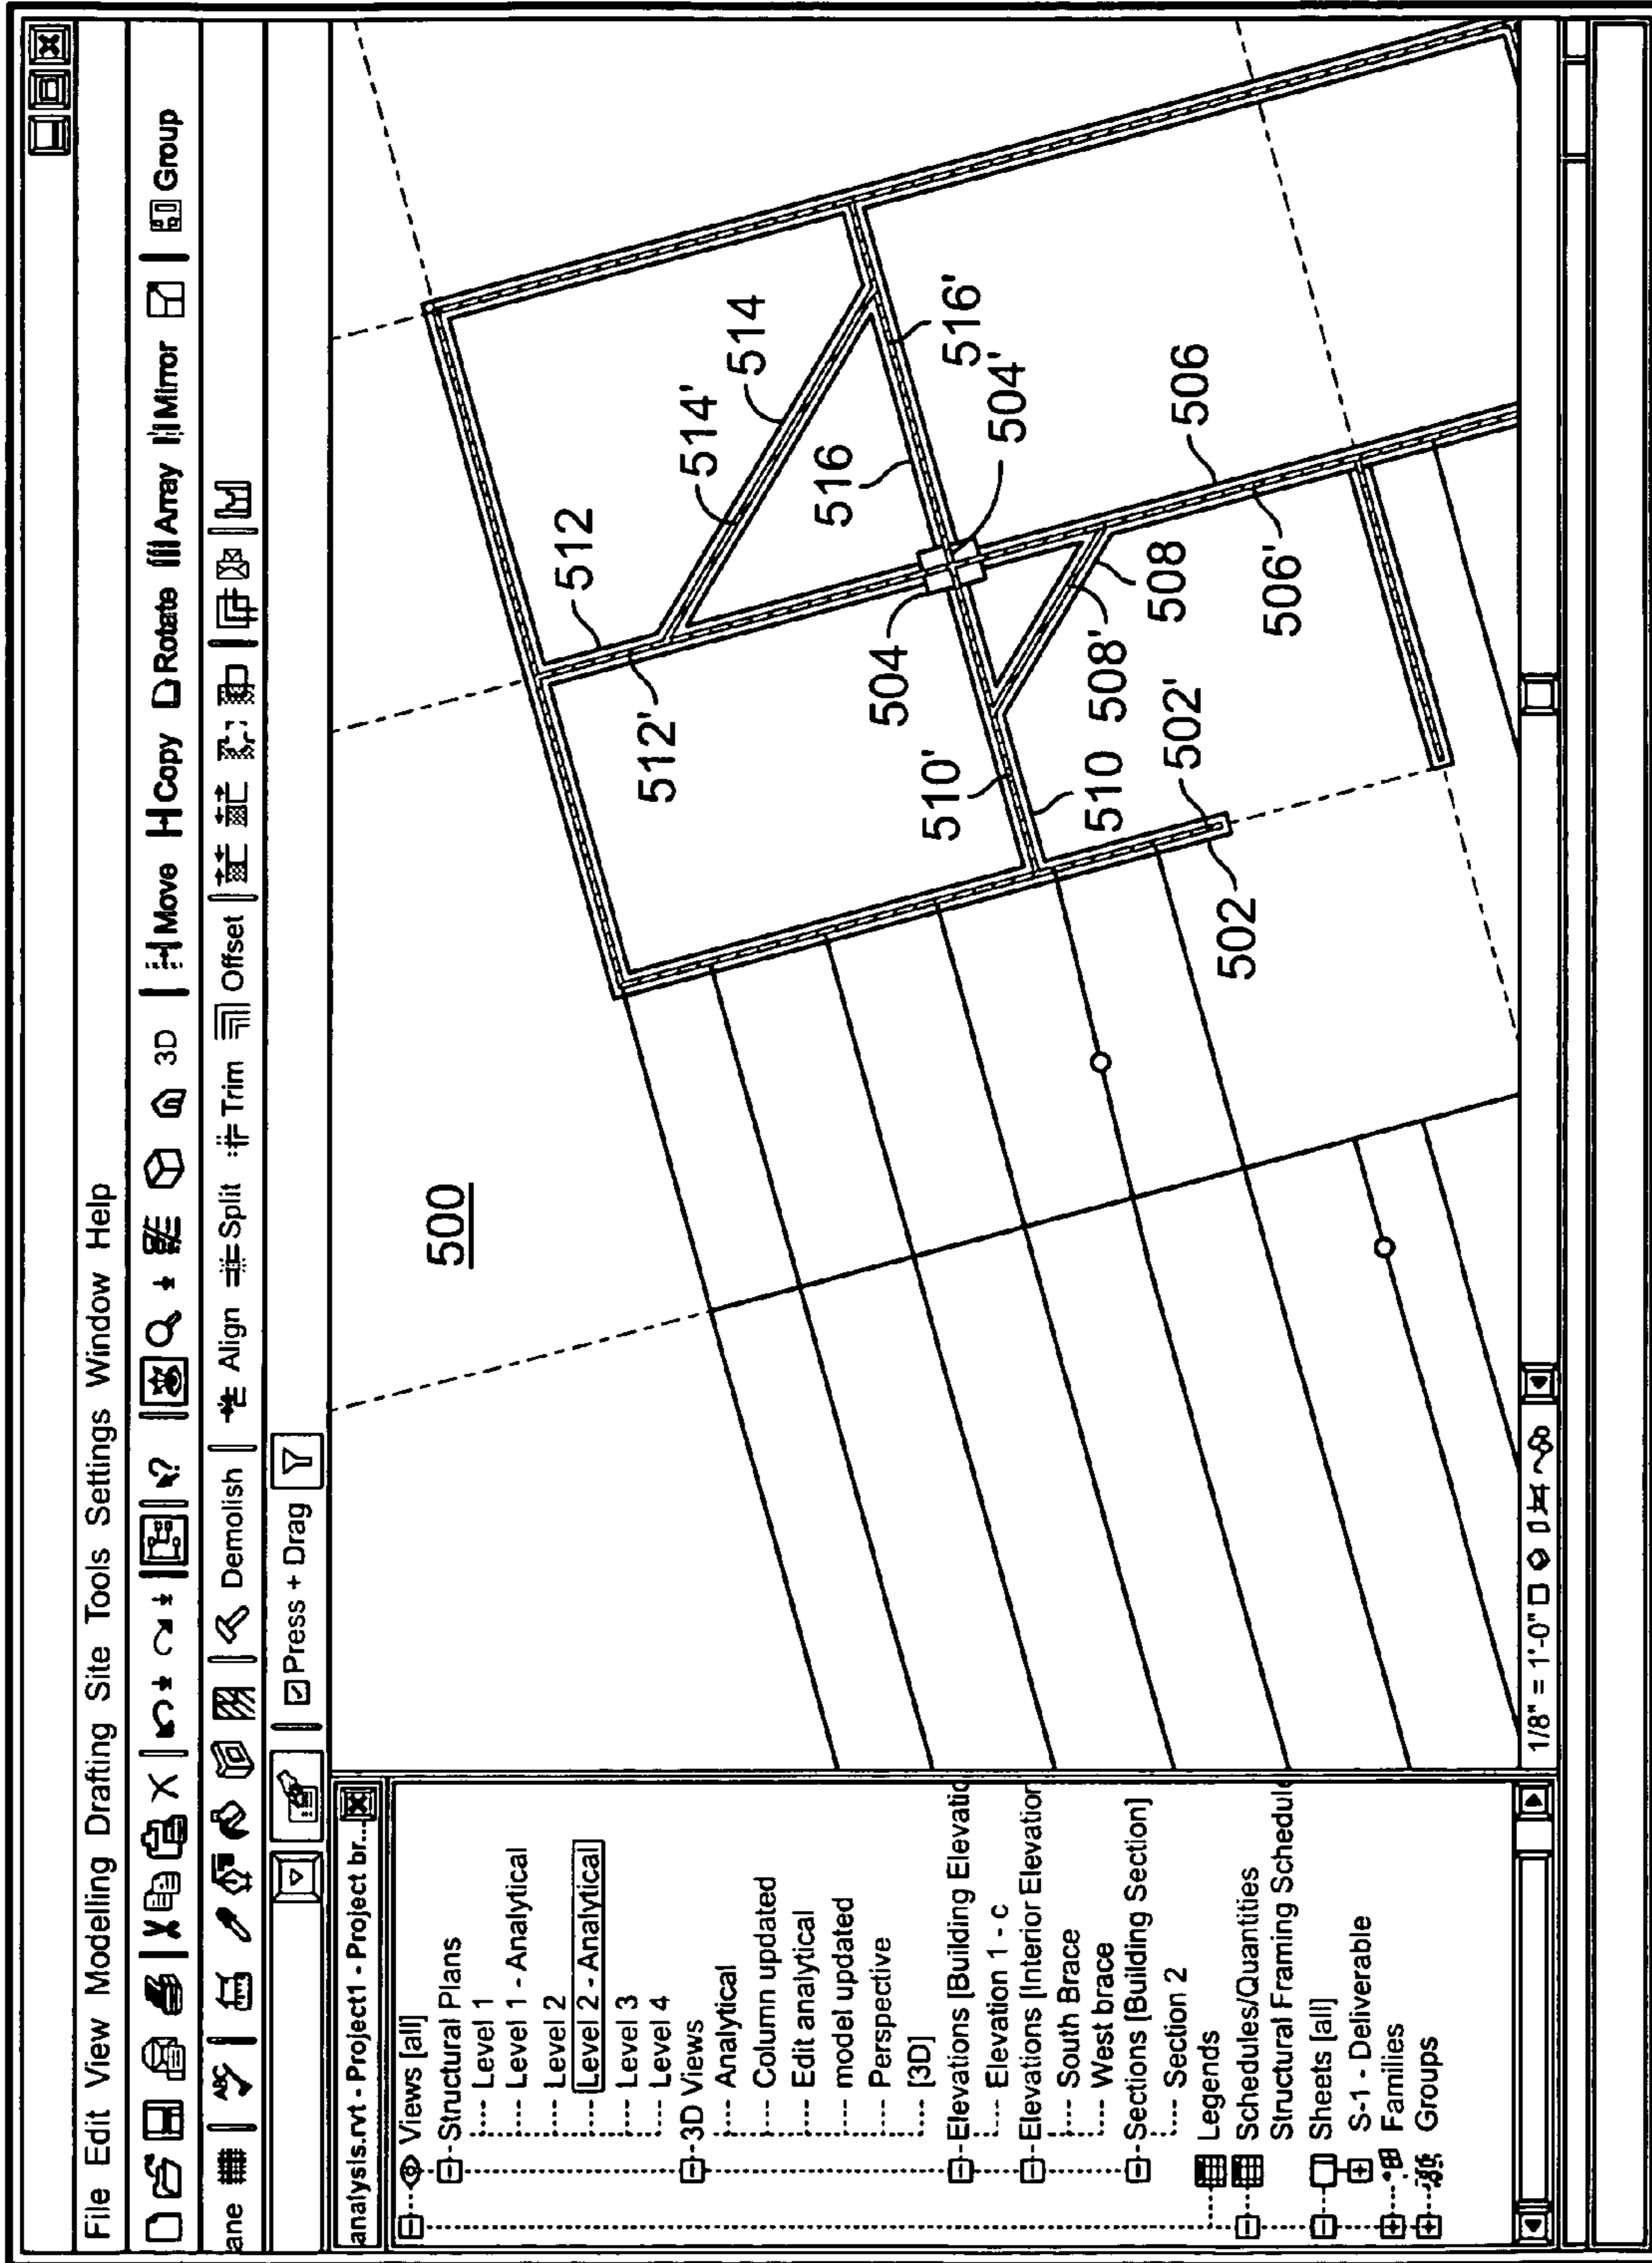 File Edit View Modelling Drafting Site Tools Settings Window Help
3D Move Copy Rotate Array Mirror Group
ane ABC Demolish Align Split Trim Offset
Press + Drag
analysis.rvt - Project1 - Project br...
Views [all]
Structural Plans
Level 1
Level 1 - Analytical
Level 2
Level 2 - Analytical
Level 3
Level 4
3D Views
Analytical
Column updated
Edit analytical
model updated
Perspective
[3D]
Elevations [Building Elevatio
Elevation 1 - c
Elevations [Interior Elevation
South Brace
West brace
Sections [Building Section]
Section 2
Legends
Schedules/Quantities
Structural Framing Schedule
Sheets [all]
S-1 - Deliverable
Families
Groups
500
512
514'
514
512'
516
516'
504
504'
510'
506
510
508'
508
502'
506'
502
1/8" = 1'-0"